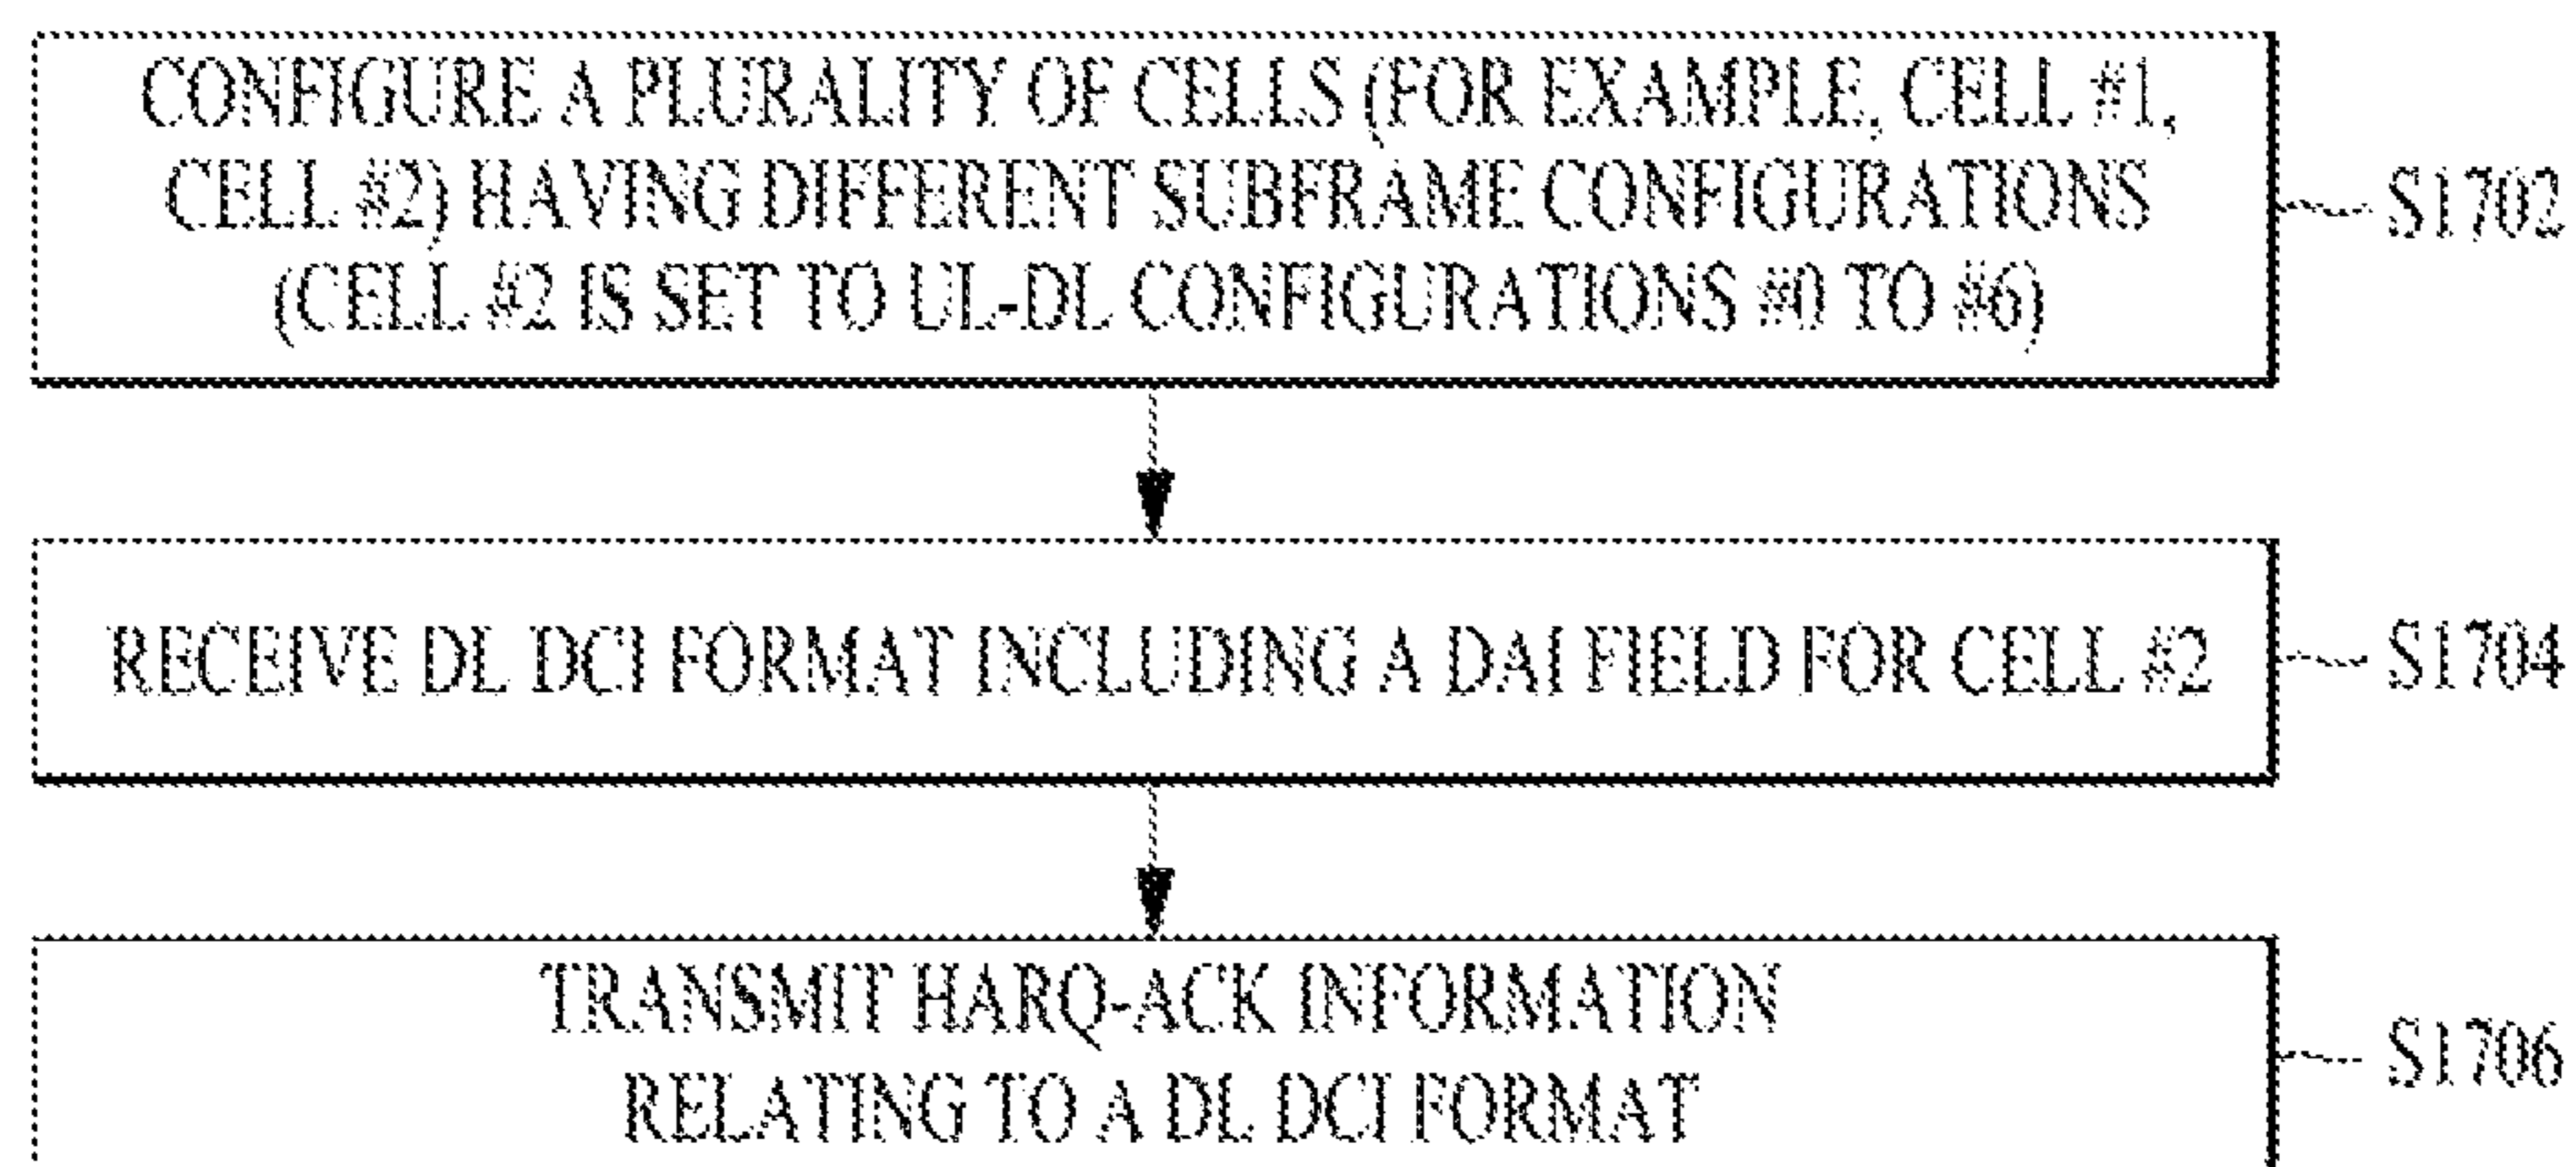 CONFIGURE A PLURALITY OF CELLS (FOR EXAMPLE, CELL #1,
CELL #2) HAVING DIFFERENT SUBFRAME CONFIGURATIONS
(CELL #2 IS SET TO UL-DL CONFIGURATIONS #0 TO #6)
S1702
RECEIVE DL DCI FORMAT INCLUDING A DAI FIELD FOR CELL #2
S1704
TRANSMIT HARQ-ACK INFORMATION
RELATING TO A DL DCI FORMAT
S1706